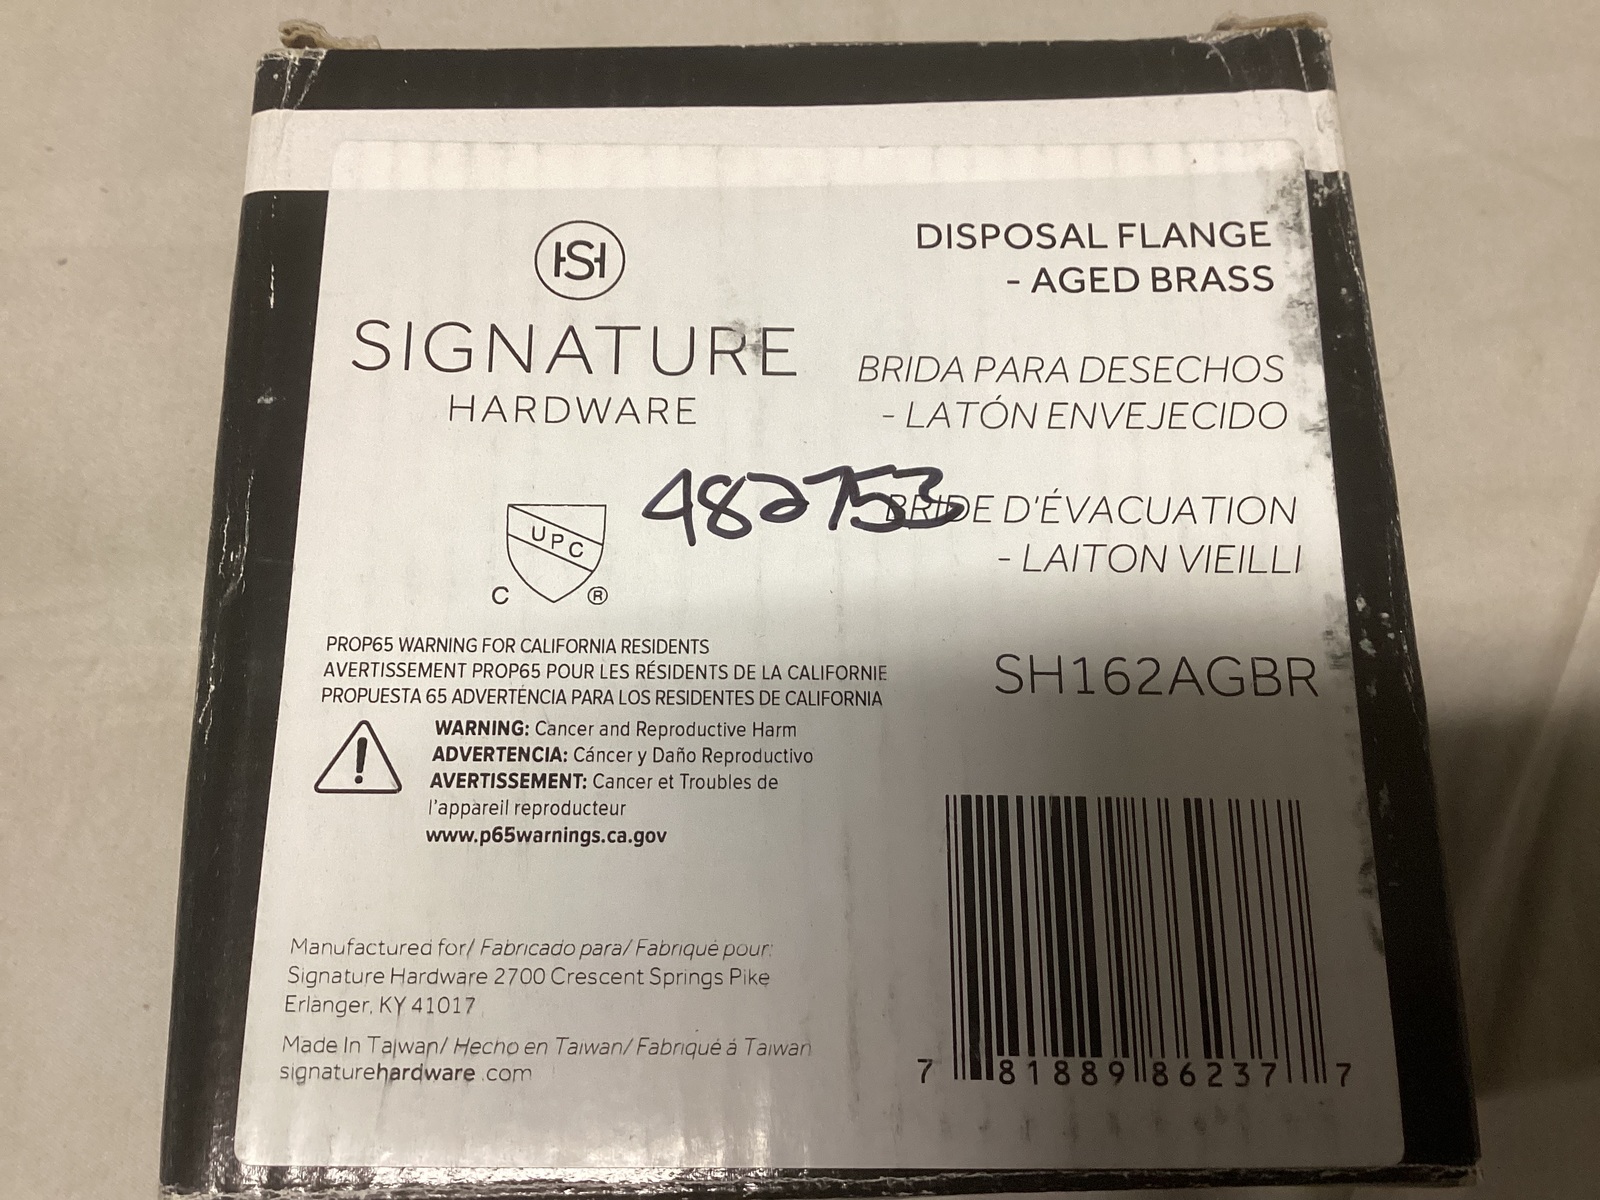 HSH
SIGNATURE
HARDWARE
DISPOSAL FLANGE
- AGED BRASS
BRIDA PARA DESECHOS
- LATÓN ENVEJECIDO
482753
BRIDE D'ÉVACUATION
- LAITON VIEILLI
UPC
C ®
SH162AGBR
PROP65 WARNING FOR CALIFORNIA RESIDENTS
AVERTISSEMENT PROP65 POUR LES RÉSIDENTS DE LA CALIFORNIE
PROPUESTA 65 ADVERTENCIA PARA LOS RESIDENTES DE CALIFORNIA
WARNING: Cancer and Reproductive Harm
ADVERTENCIA: Cáncer y Daño Reproductivo
AVERTISSEMENT: Cancer et Troubles de
l'appareil reproducteur
www.p65warnings.ca.gov
Manufactured for/ Fabricado para/ Fabriqué pour:
Signature Hardware 2700 Crescent Springs Pike
Erlanger, KY 41017
Made In Taiwan/ Hecho en Taiwan/ Fabriqué à Taiwan
signaturehardware.com
7 81889 86237 7